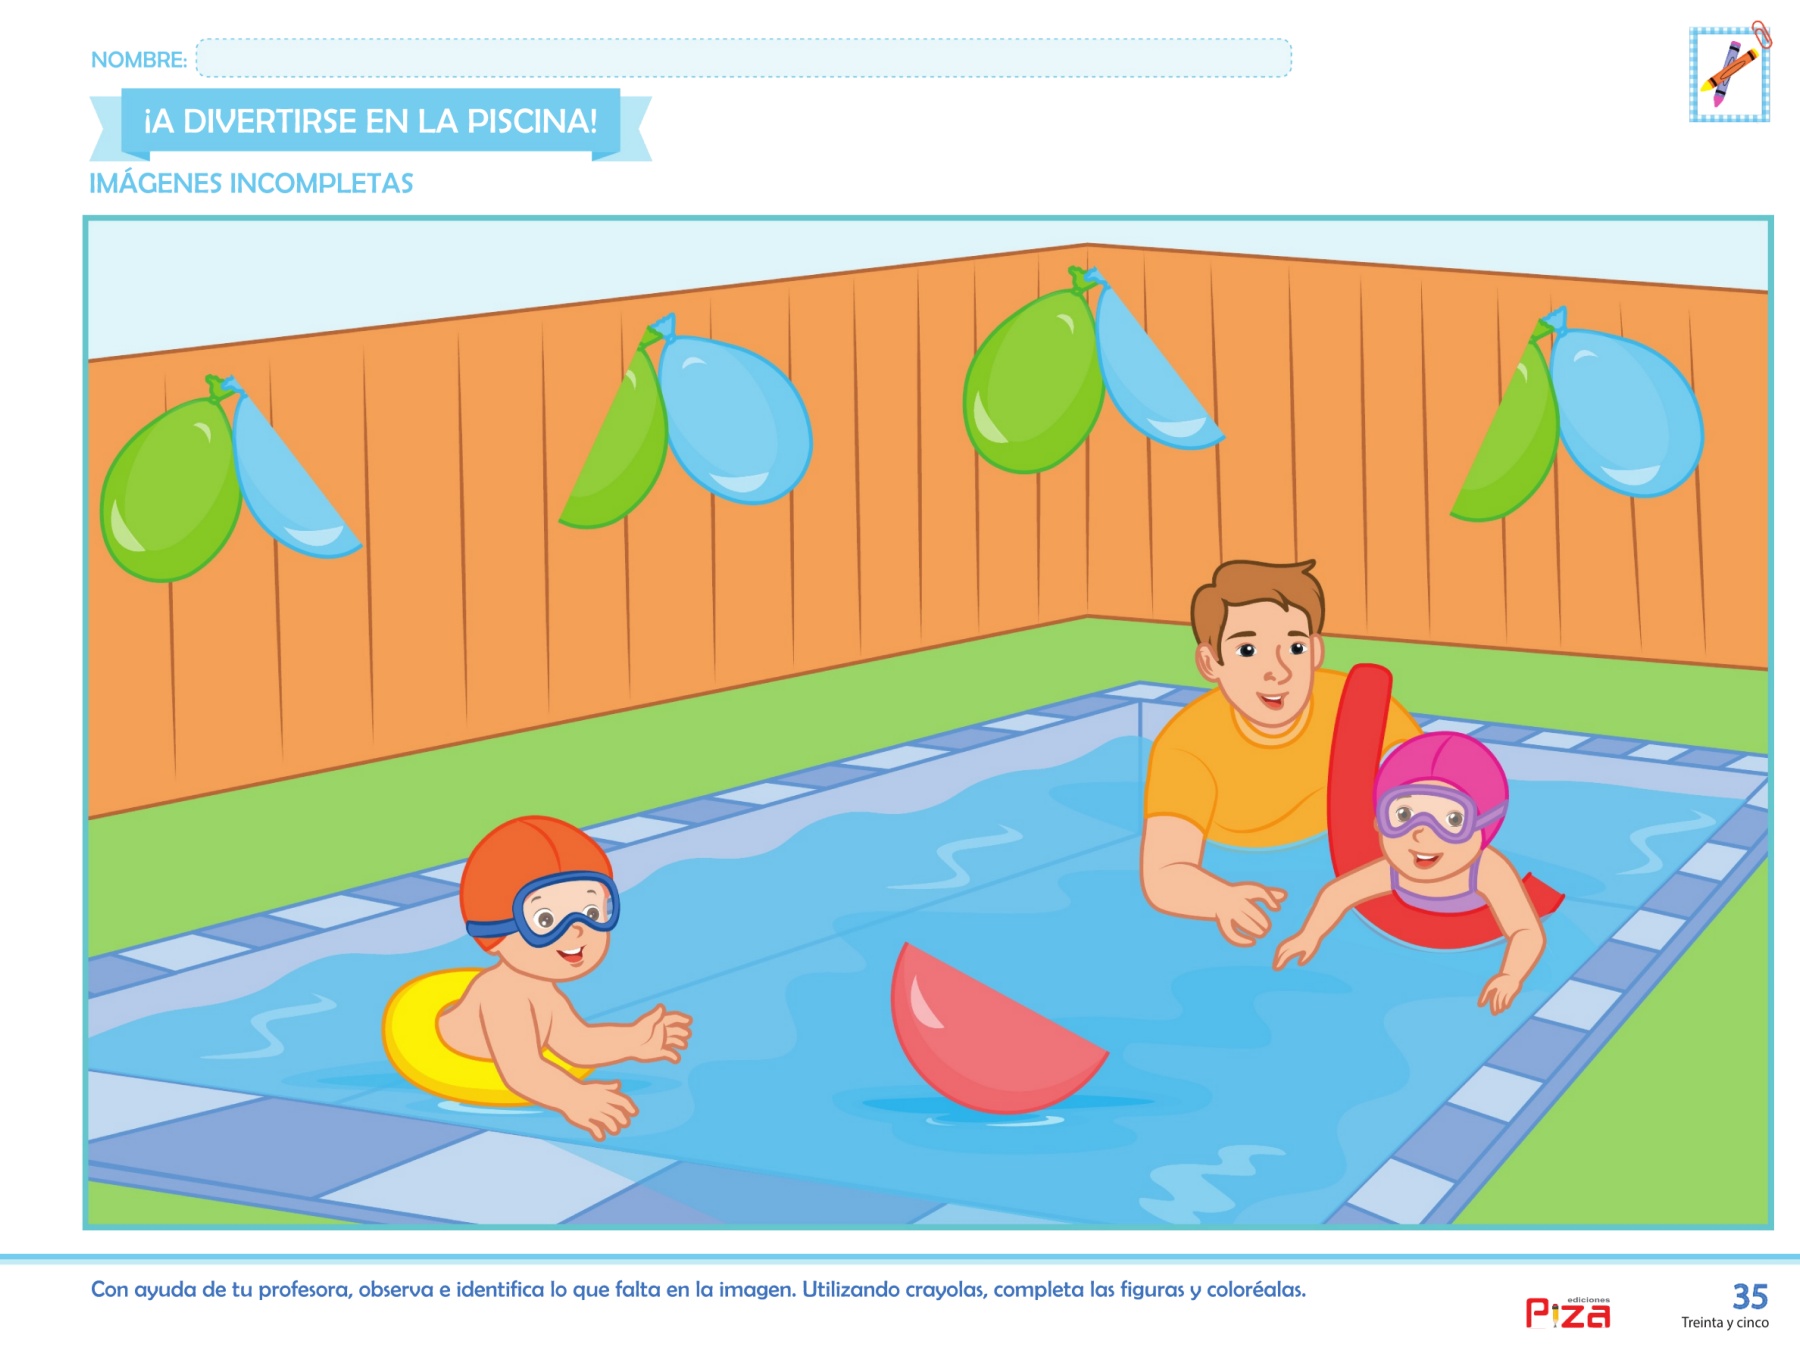 NOMBRE:
¡A DIVERTIRSE EN LA PISCINA!
IMÁGENES INCOMPLETAS
Con ayuda de tu profesora, observa e identifica lo que falta en la imagen. Utilizando crayolas, completa las figuras y coloréalas.
ediciones
Piza
35
Treinta y cinco